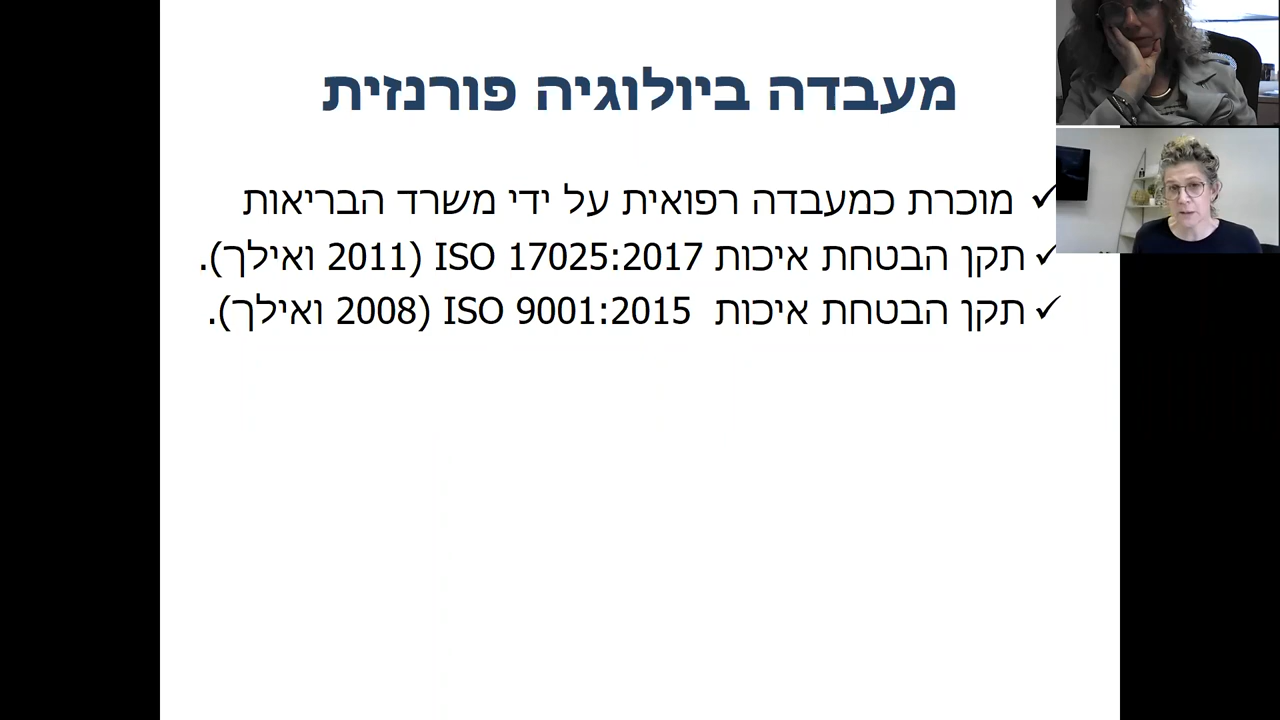 מעבדה ביולוגיה פורנזית
✓ מוכרת כמעבדה רפואית על ידי משרד הבריאות
✓ תקן הבטחת איכות ISO 17025:2017 (2011 ואילך).
✓ תקן הבטחת איכות  ISO 9001:2015 (2008 ואילך).